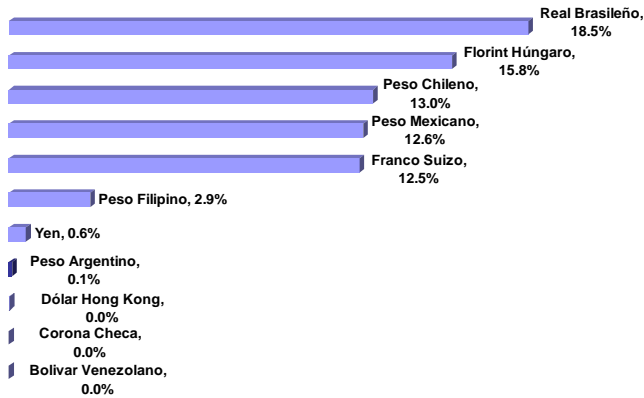 Real Brasileño,
18.5%
Florint Húngaro,
15.8%
Peso Chileno,
13.0%
Peso Mexicano,
12.6%
Franco Suizo,
12.5%
Peso Filipino, 2.9%
Yen, 0.6%
Peso Argentino,
0.1%
Dólar Hong Kong,
0.0%
Corona Checa,
0.0%
Bolivar Venezolano,
0.0%